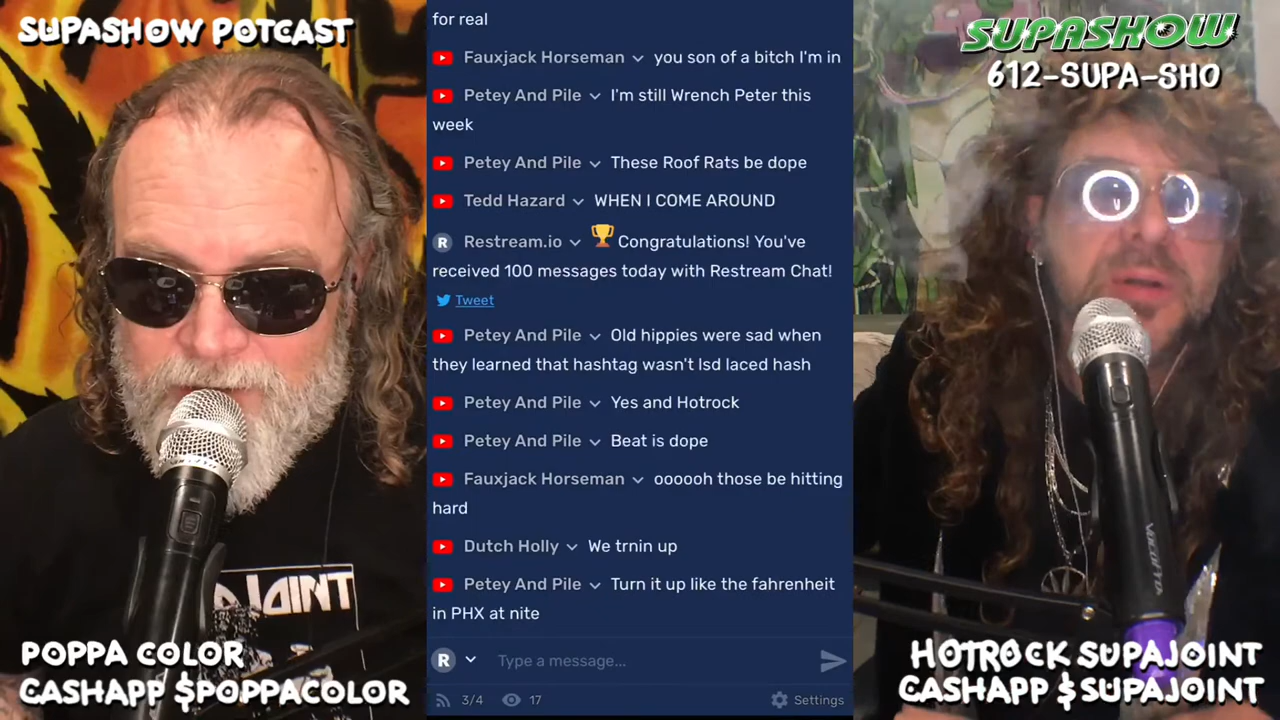 SUPASHOW POTCAST
for real
Fauxjack Horseman you son of a bitch I'm in
Petey And Pile I'm still Wrench Peter this
week
Petey And Pile These Roof Rats be dope
Tedd Hazard WHEN I COME AROUND
R Restream.io 🏆 Congratulations! You've
received 100 messages today with Restream Chat!
Tweet
Petey And Pile Old hippies were sad when
they learned that hashtag wasn't lsd laced hash
Petey And Pile Yes and Hotrock
Petey And Pile Beat is dope
Fauxjack Horseman oooooh those be hitting
hard
Dutch Holly We trnin up
Petey And Pile Turn it up like the fahrenheit
in PHX at nite
R Type a message...
3/4 17 Settings
SUPASHOW
612-SUPA-SHO
JOINT
POPPA COLOR
CASHAPP $POPPACOLOR
VOCOPRO
HOTROCK SUPAJOINT
CASHAPP $SUPAJOINT